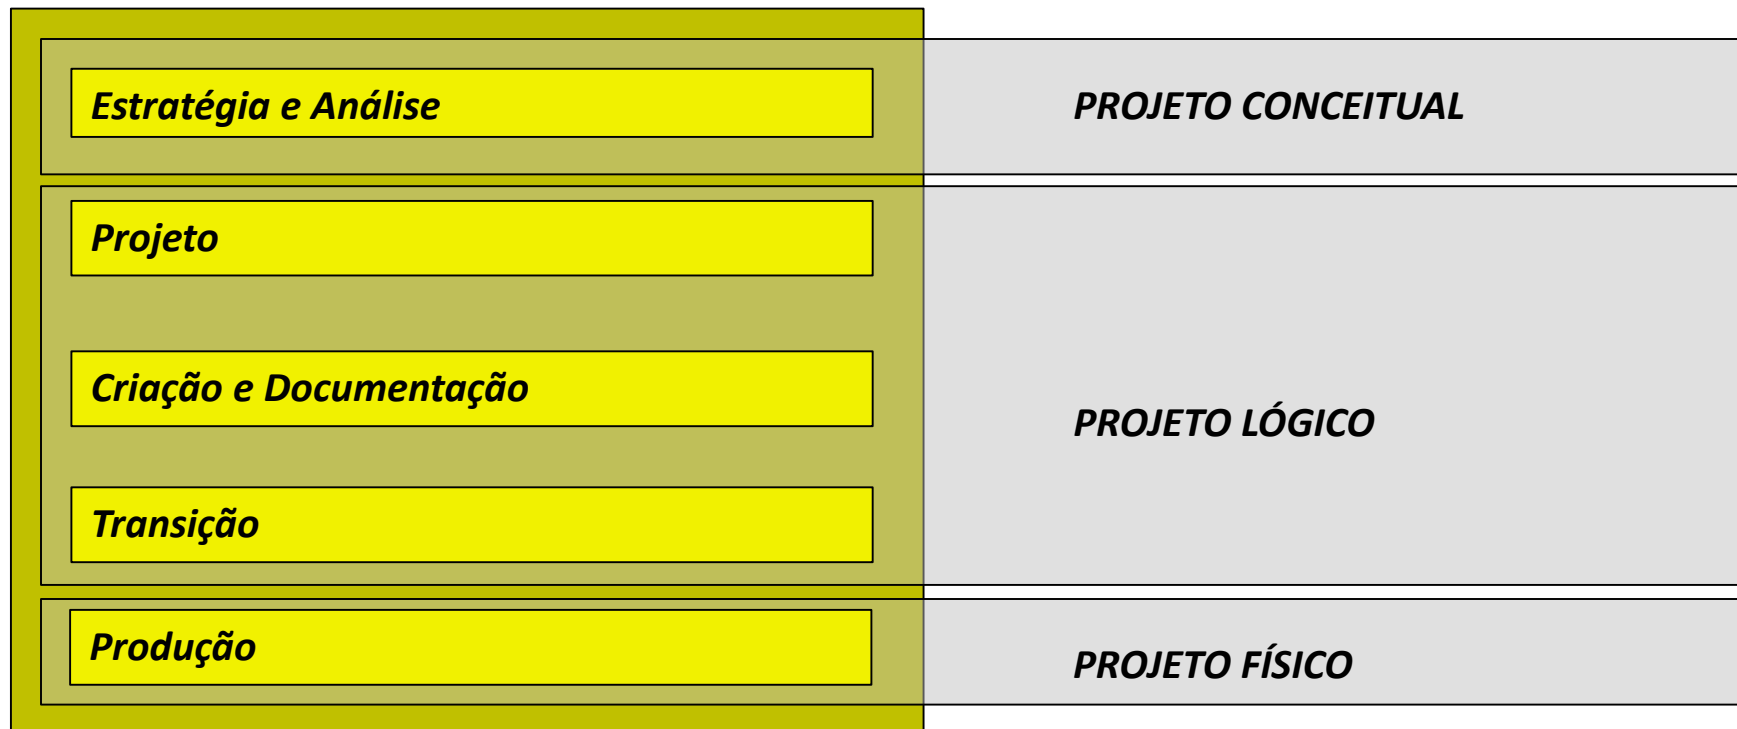 Estratégia e Análise
PROJETO CONCEITUAL
Projeto
Criação e Documentação
PROJETO LÓGICO
Transição
Produção
PROJETO FÍSICO